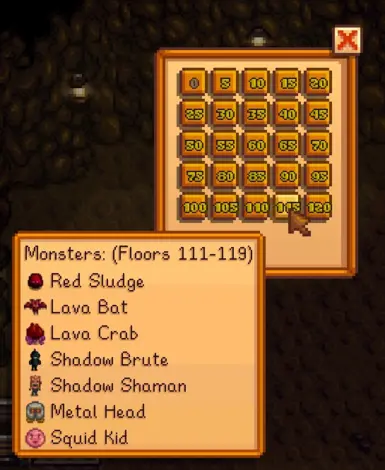 0 5 10 15 20
25 30 35 40 45
50 55 60 65 70
75 80 85 90 95
100 105 110 115 120
Monsters: (Floors 111-119)
Red Sludge
Lava Bat
Lava Crab
Shadow Brute
Shadow Shaman
Metal Head
Squid Kid